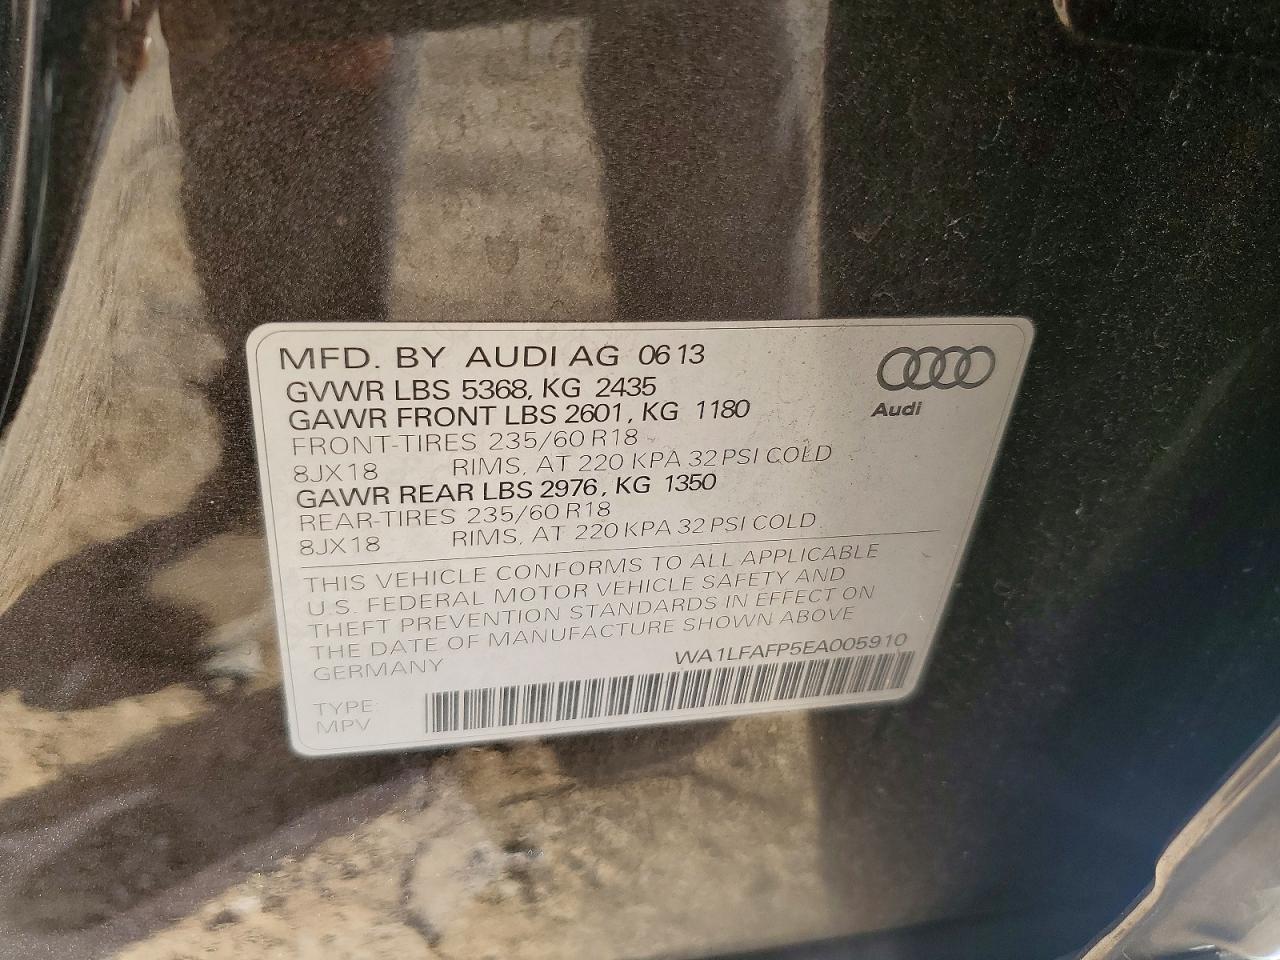 MFD. BY AUDI AG 06 13
GVWR LBS 5368, KG 2435
GAWR FRONT LBS 2601, KG 1180
FRONT-TIRES 235/60 R18
8JX18 RIMS, AT 220 KPA 32 PSI COLD
GAWR REAR LBS 2976, KG 1350
REAR-TIRES 235/60 R18
8JX18 RIMS, AT 220 KPA 32 PSI COLD
Audi
THIS VEHICLE CONFORMS TO ALL APPLICABLE
U.S. FEDERAL MOTOR VEHICLE SAFETY AND
THEFT PREVENTION STANDARDS IN EFFECT ON
THE DATE OF MANUFACTURE SHOWN ABOVE
GERMANY WA1LFAFP5EA005910
TYPE:
MPV